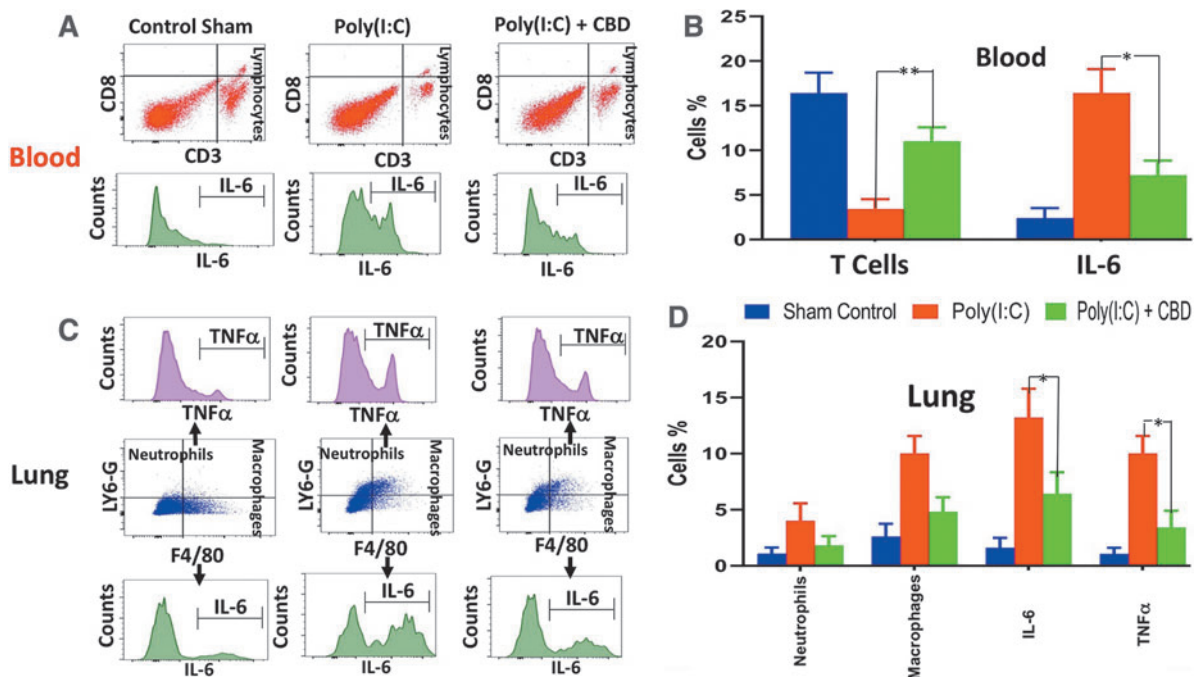 A
Control Sham
Poly(I:C)
Poly(I:C) + CBD
CD8
Lymphocytes
CD8
Lymphocytes
CD8
Lymphocytes
Blood
CD3
CD3
CD3
Counts
IL-6
IL-6
Counts
IL-6
IL-6
Counts
IL-6
IL-6
B
Blood
Cells %
25
20
15
10
5
0
**
*
T Cells
IL-6
Sham Control
Poly(I:C)
Poly(I:C) + CBD
C
Counts
TNFα
TNFα
Counts
TNFα
TNFα
Counts
TNFα
TNFα
Lung
LY6-G
Neutrophils
Macrophages
F4/80
LY6-G
Neutrophils
Macrophages
F4/80
LY6-G
Neutrophils
Macrophages
F4/80
Counts
IL-6
IL-6
Counts
IL-6
IL-6
Counts
IL-6
IL-6
D
Lung
Cells %
20
15
10
5
0
*
*
Neutrophils
Macrophages
IL-6
TNFα